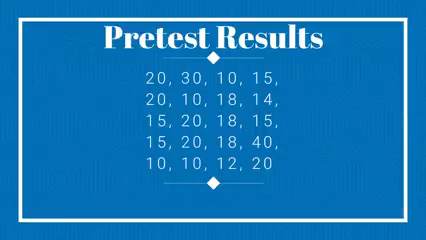 Pretest Results
20, 30, 10, 15,
20, 10, 18, 14,
15, 20, 18, 15,
15, 20, 18, 40,
10, 10, 12, 20